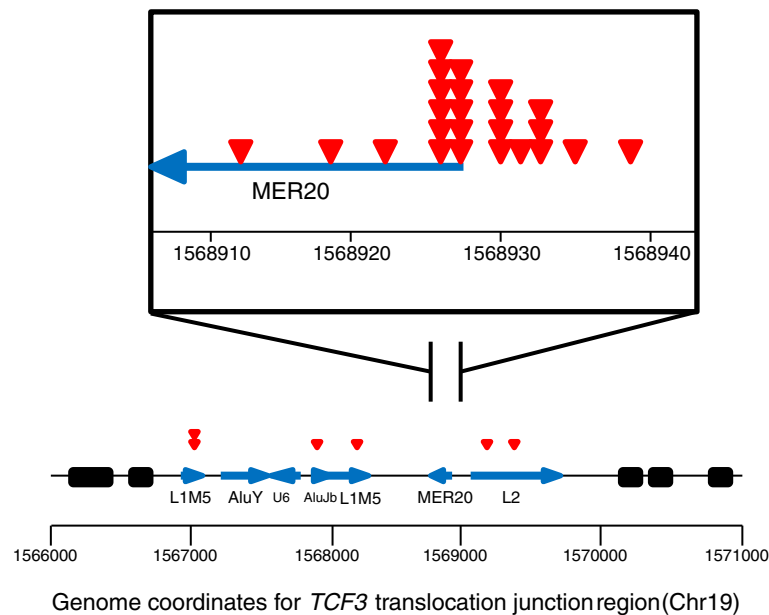 MER20
1568910 1568920 1568930 1568940
L1M5 AluY U6 AluJb L1M5 MER20 L2
1566000 1567000 1568000 1569000 1570000 1571000
Genome coordinates for TCF3 translocation junction region (Chr19)